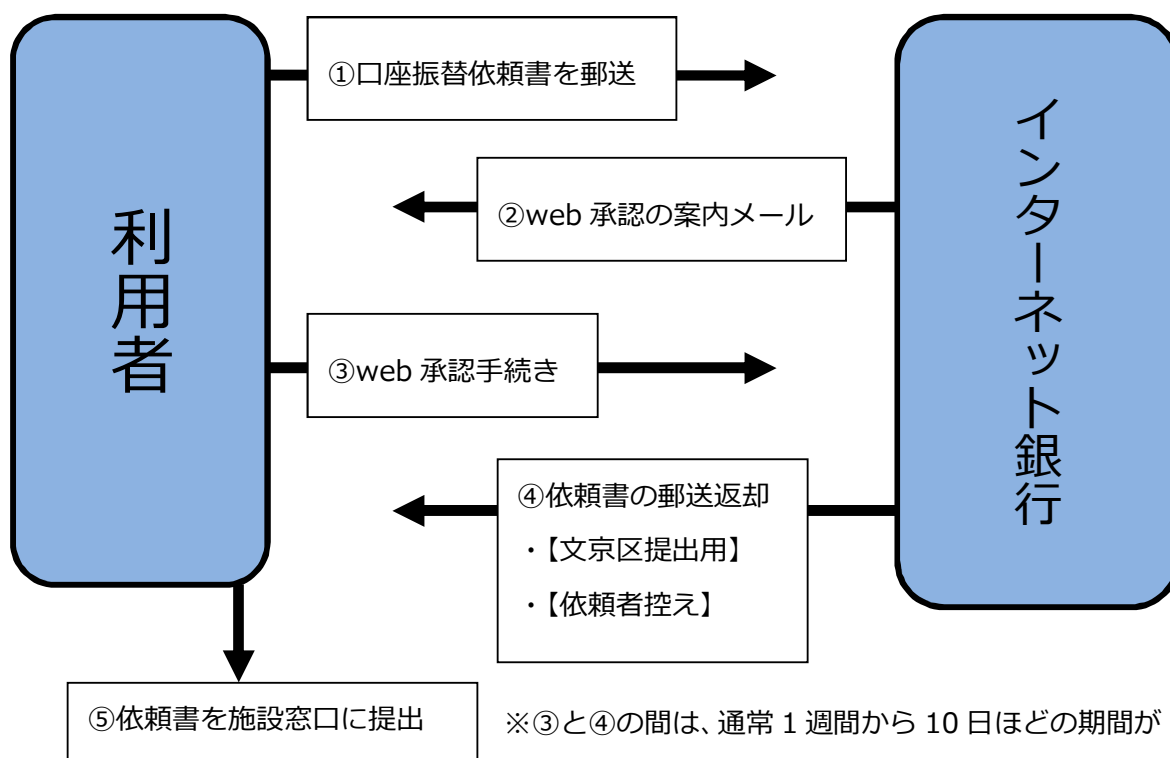 利用者
①口座振替依頼書を郵送
インターネット銀行
②web 承認の案内メール
③web 承認手続き
④依頼書の郵送返却
・【文京区提出用】
・【依頼者控え】
⑤依頼書を施設窓口に提出
※③と④の間は、通常 1 週間から 10 日ほどの期間が